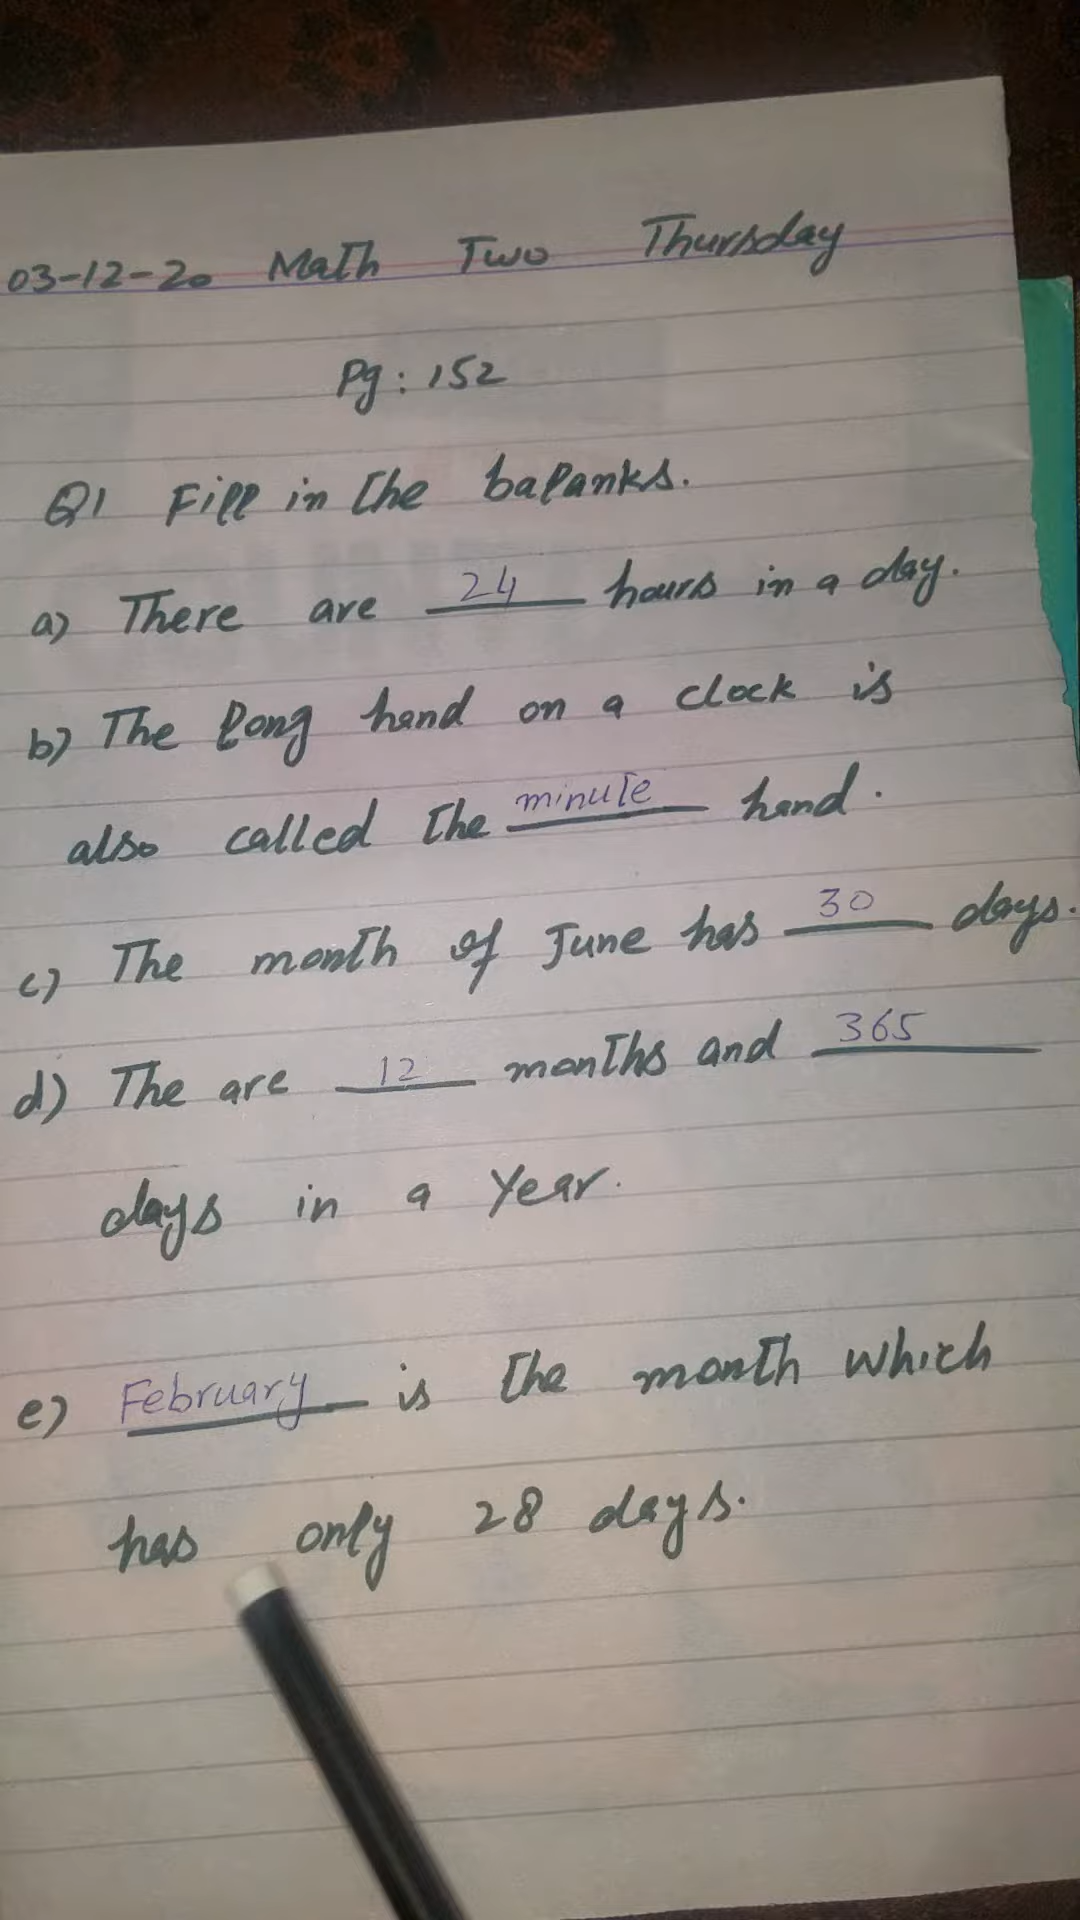 03-12-20 Math Two Thursday
Pg: 152
Q1 Fill in the balanks.
a) There are 24 hours in a day.
b) The long hand on a clock is
also called the minute hand.
c) The month of June has 30 days.
d) The are 12 months and 365
days in a Year.
e) February is the month which
has only 28 days.